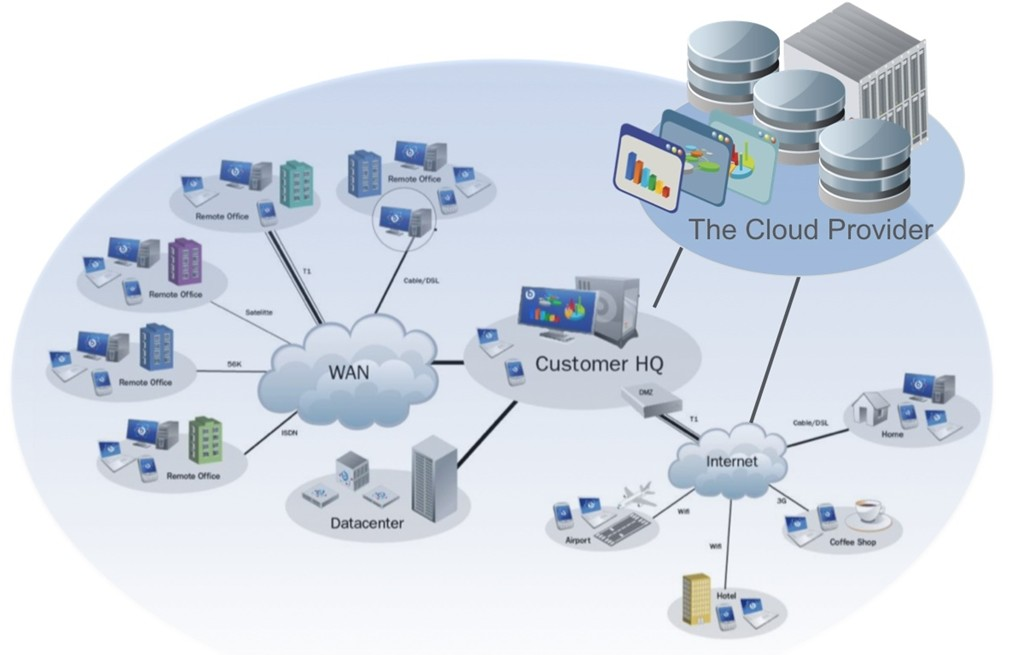 The Cloud Provider
Remote Office
Remote Office
T1
Cable/DSL
Remote Office
Satellite
Remote Office
56K
WAN
Customer HQ
DMZ
T1
ISDN
Remote Office
Datacenter
Internet
Cable/DSL
Home
Wifi
3G
Airport
Coffee Shop
Wifi
Hotel